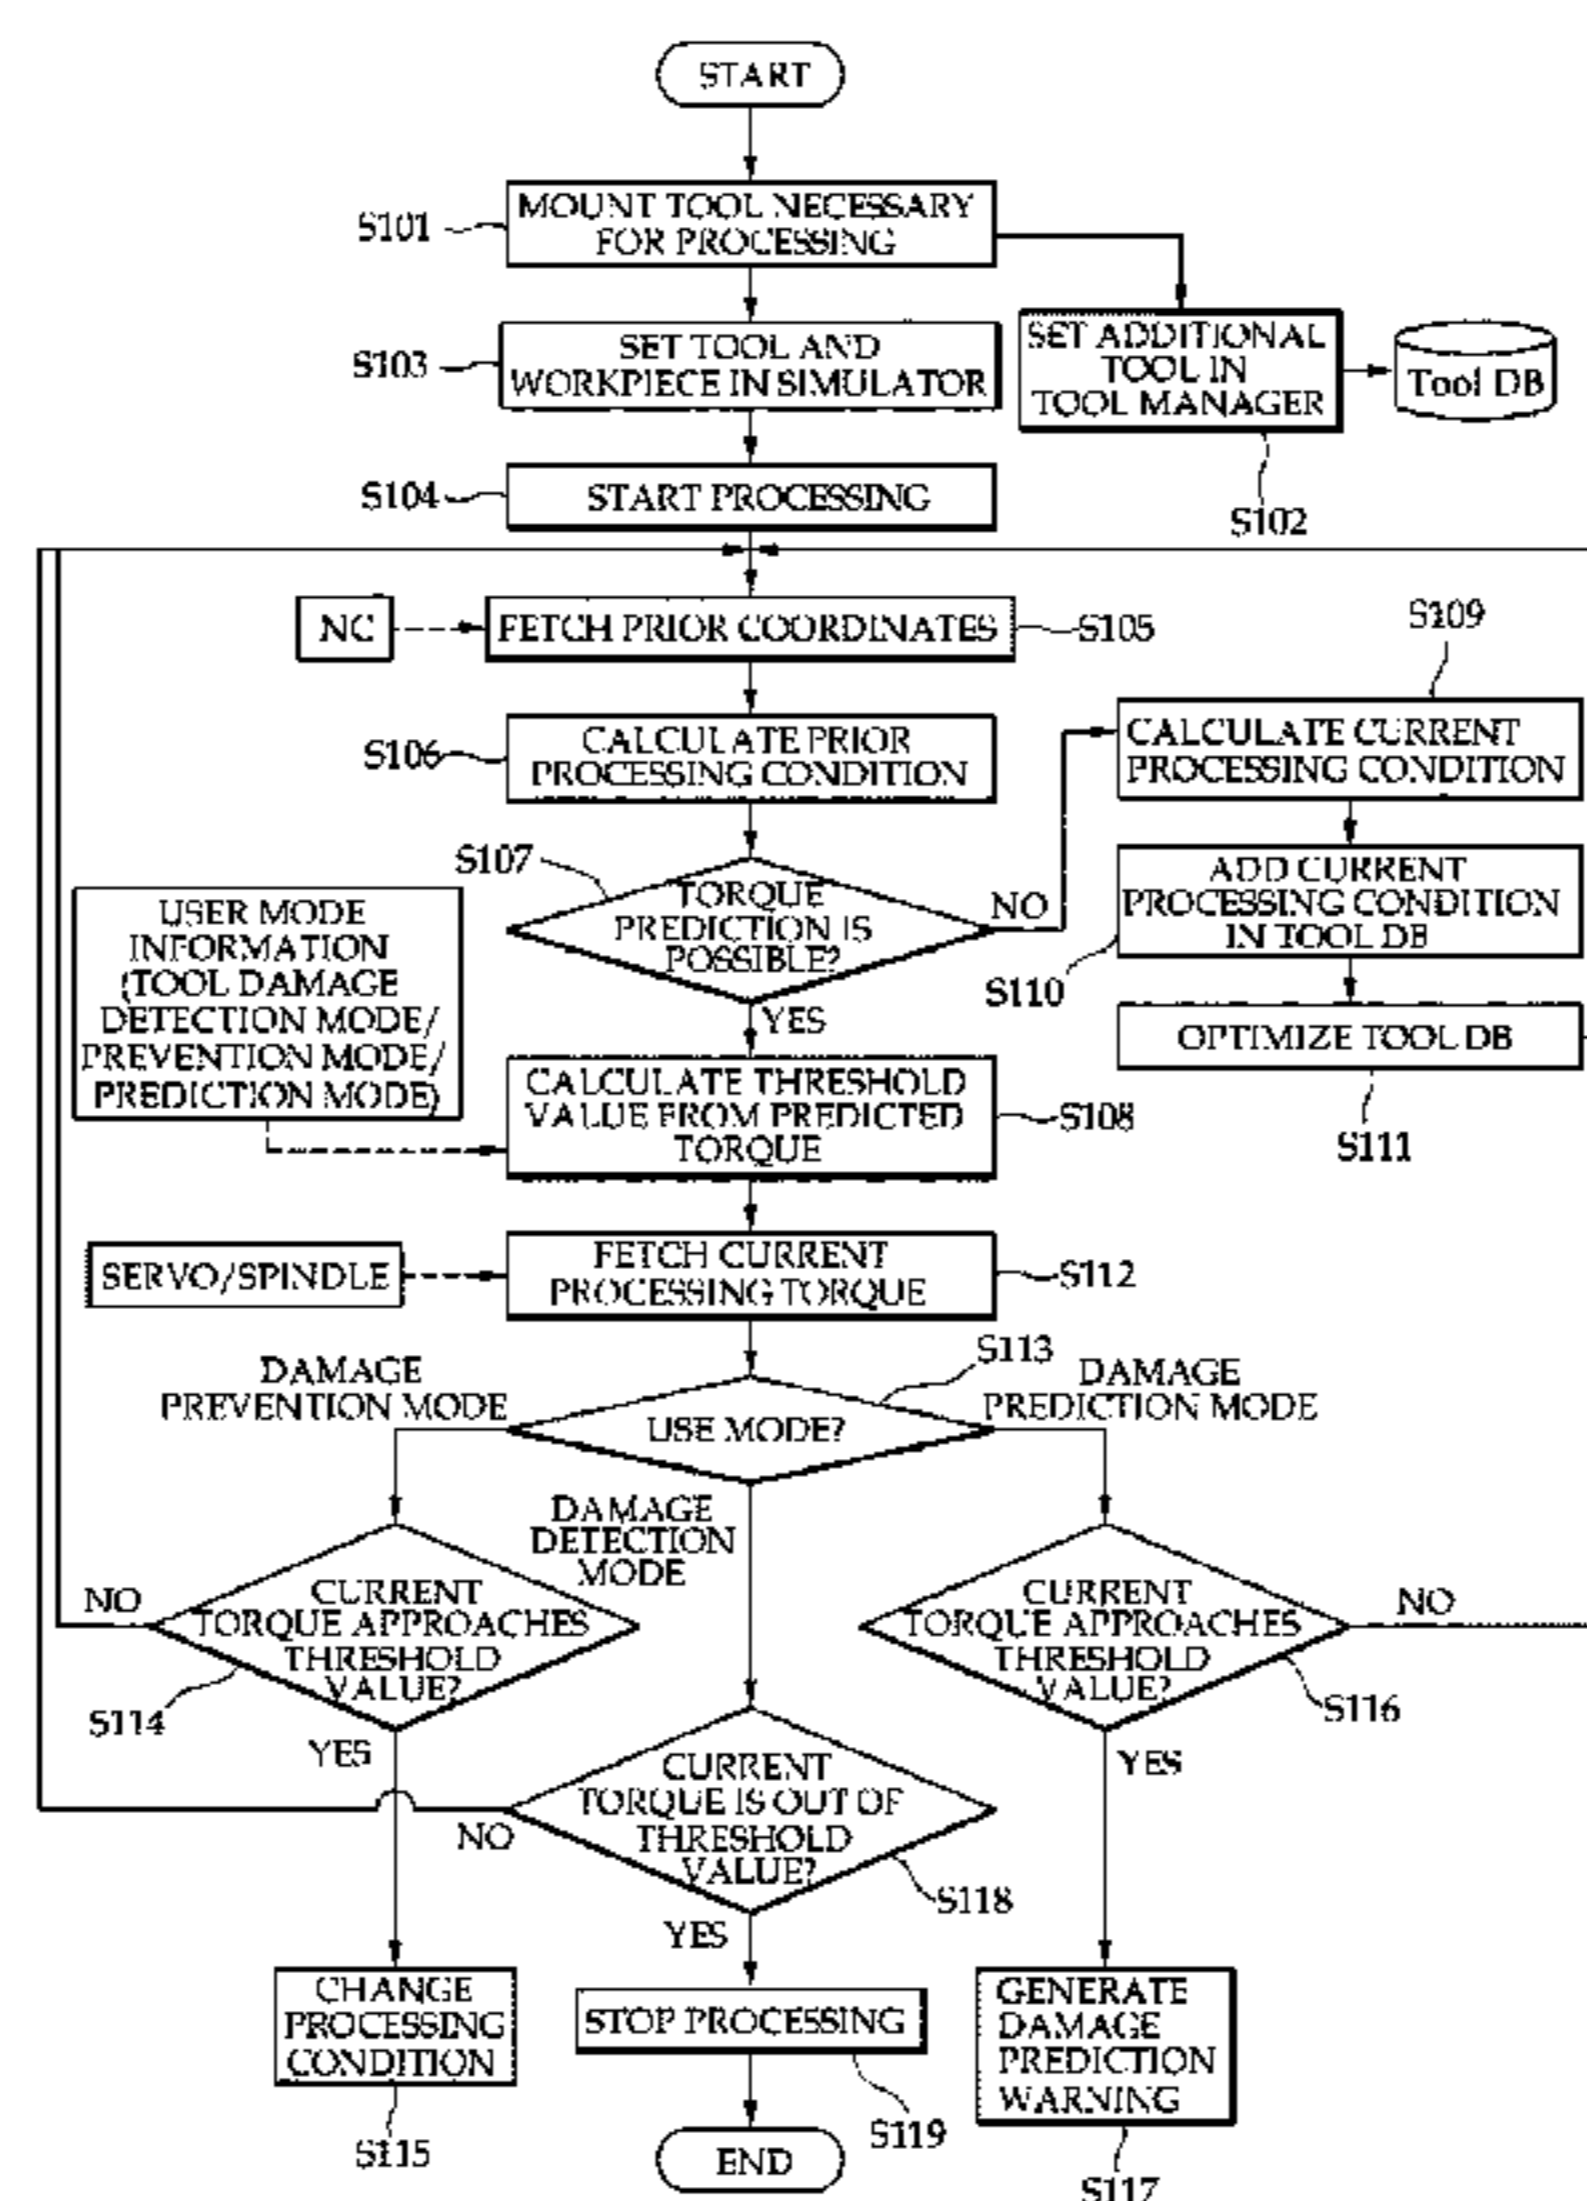 START
S101
MOUNT TOOL NECESSARY
FOR PROCESSING
S103
SET TOOL AND
WORKPIECE IN SIMULATOR
SET ADDITIONAL
TOOL IN
TOOL MANAGER
Tool DB
S102
S104
START PROCESSING
NC
FETCH PRIOR COORDINATES
S105
S109
S106
CALCULATE PRIOR
PROCESSING CONDITION
CALCULATE CURRENT
PROCESSING CONDITION
S107
TORQUE
PREDICTION IS
POSSIBLE?
NO
YES
ADD CURRENT
PROCESSING CONDITION
IN TOOL DB
S110
OPTIMIZE TOOL DB
S111
USER MODE
INFORMATION
(TOOL DAMAGE
DETECTION MODE/
PREVENTION MODE/
PREDICTION MODE)
CALCULATE THRESHOLD
VALUE FROM PREDICTED
TORQUE
S108
SERVO/SPINDLE
FETCH CURRENT
PROCESSING TORQUE
S112
S113
DAMAGE
PREVENTION MODE
USE MODE?
DAMAGE
PREDICTION MODE
DAMAGE
DETECTION
MODE
NO
CURRENT
TORQUE APPROACHES
THRESHOLD
VALUE?
S114
YES
CURRENT
TORQUE APPROACHES
THRESHOLD
VALUE?
NO
S116
YES
CURRENT
TORQUE IS OUT OF
THRESHOLD
VALUE?
NO
S118
YES
CHANGE
PROCESSING
CONDITION
S115
STOP PROCESSING
S119
GENERATE
DAMAGE
PREDICTION
WARNING
S117
END